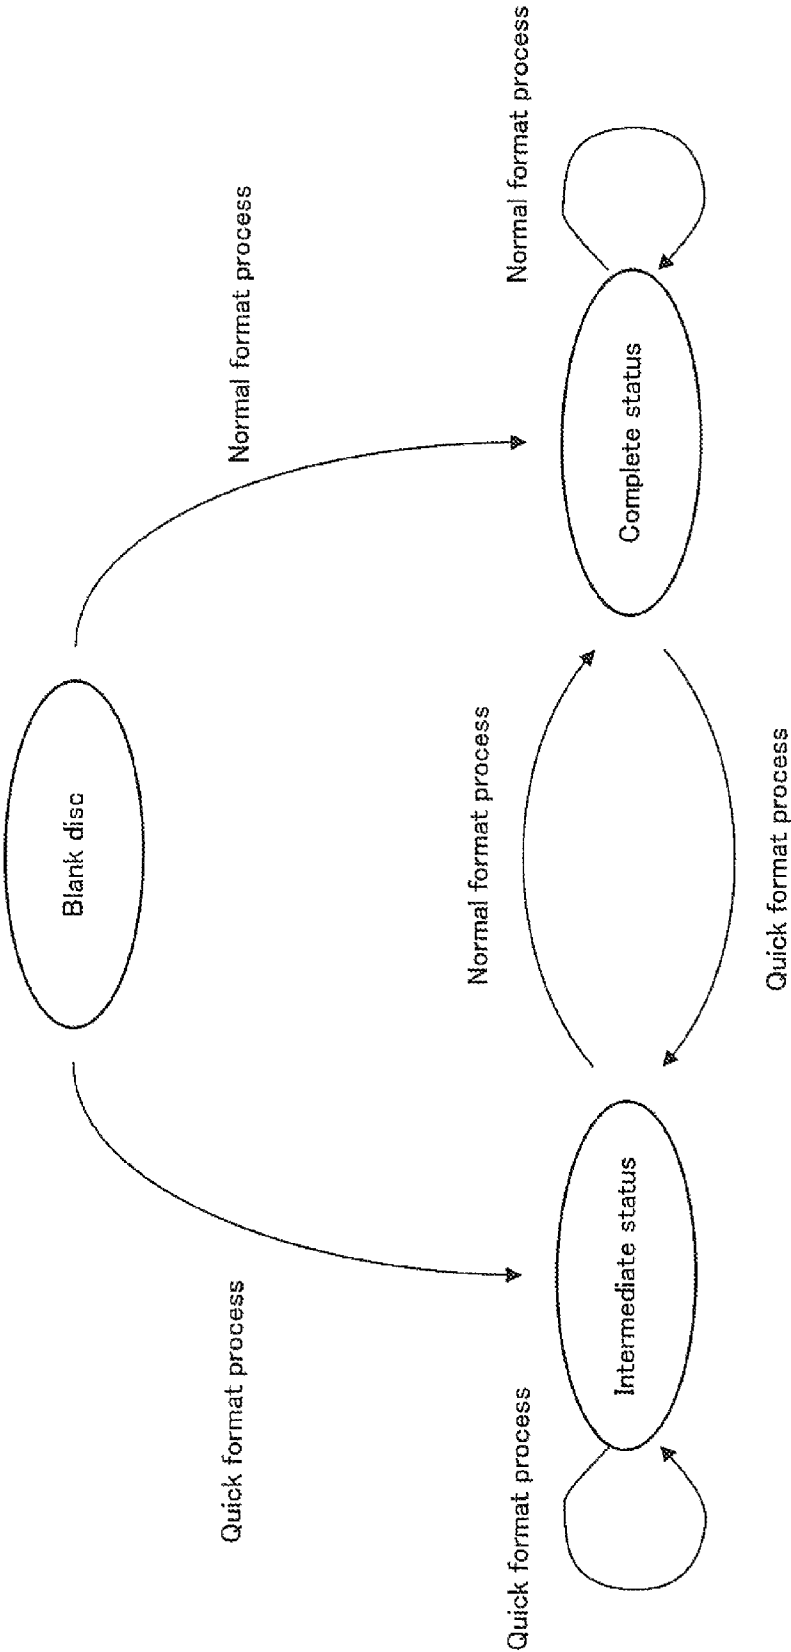 Blank disc
Quick format process
Normal format process
Normal format process
Quick format process
Normal format process
Intermediate status
Complete status
Quick format process